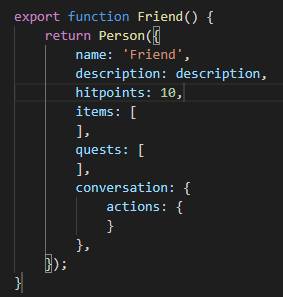 export function Friend() {
    return Person({
        name: 'Friend',
        description: description,
        hitpoints: 10,
        items: [
        ],
        quests: [
        ],
        conversation: {
            actions: {
            }
        },
    });
}